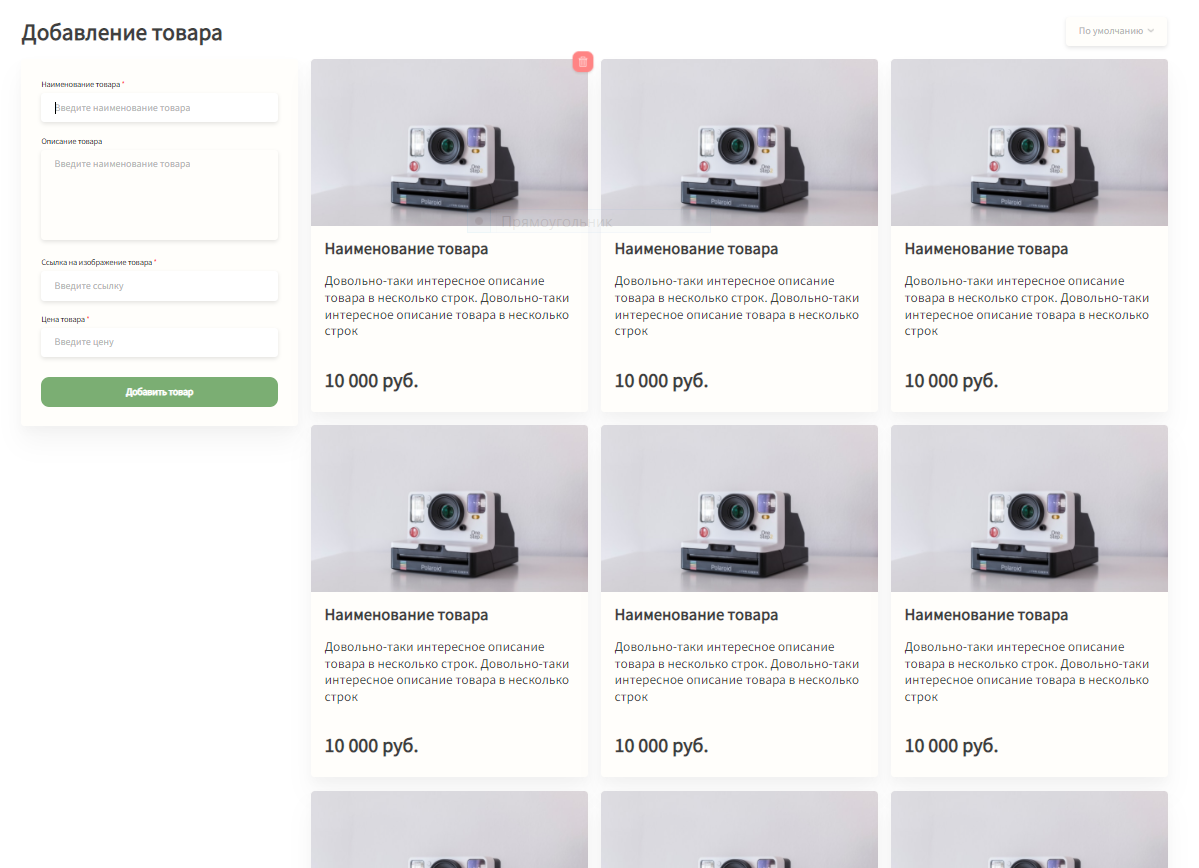 Добавление товара
По умолчанию
Наименование товара *
Введите наименование товара
Описание товара
Введите наименование товара
Ссылка на изображение товара *
Введите ссылку
Цена товара *
Введите цену
Добавить товар
Polaroid
Polaroid
Polaroid
Прямоугольник
Наименование товара
Довольно-таки интересное описание
товара в несколько строк. Довольно-таки
интересное описание товара в несколько
строк
10 000 руб.
Наименование товара
Довольно-таки интересное описание
товара в несколько строк. Довольно-таки
интересное описание товара в несколько
строк
10 000 руб.
Наименование товара
Довольно-таки интересное описание
товара в несколько строк. Довольно-таки
интересное описание товара в несколько
строк
10 000 руб.
Polaroid
Polaroid
Polaroid
Наименование товара
Довольно-таки интересное описание
товара в несколько строк. Довольно-таки
интересное описание товара в несколько
строк
10 000 руб.
Наименование товара
Довольно-таки интересное описание
товара в несколько строк. Довольно-таки
интересное описание товара в несколько
строк
10 000 руб.
Наименование товара
Довольно-таки интересное описание
товара в несколько строк. Довольно-таки
интересное описание товара в несколько
строк
10 000 руб.